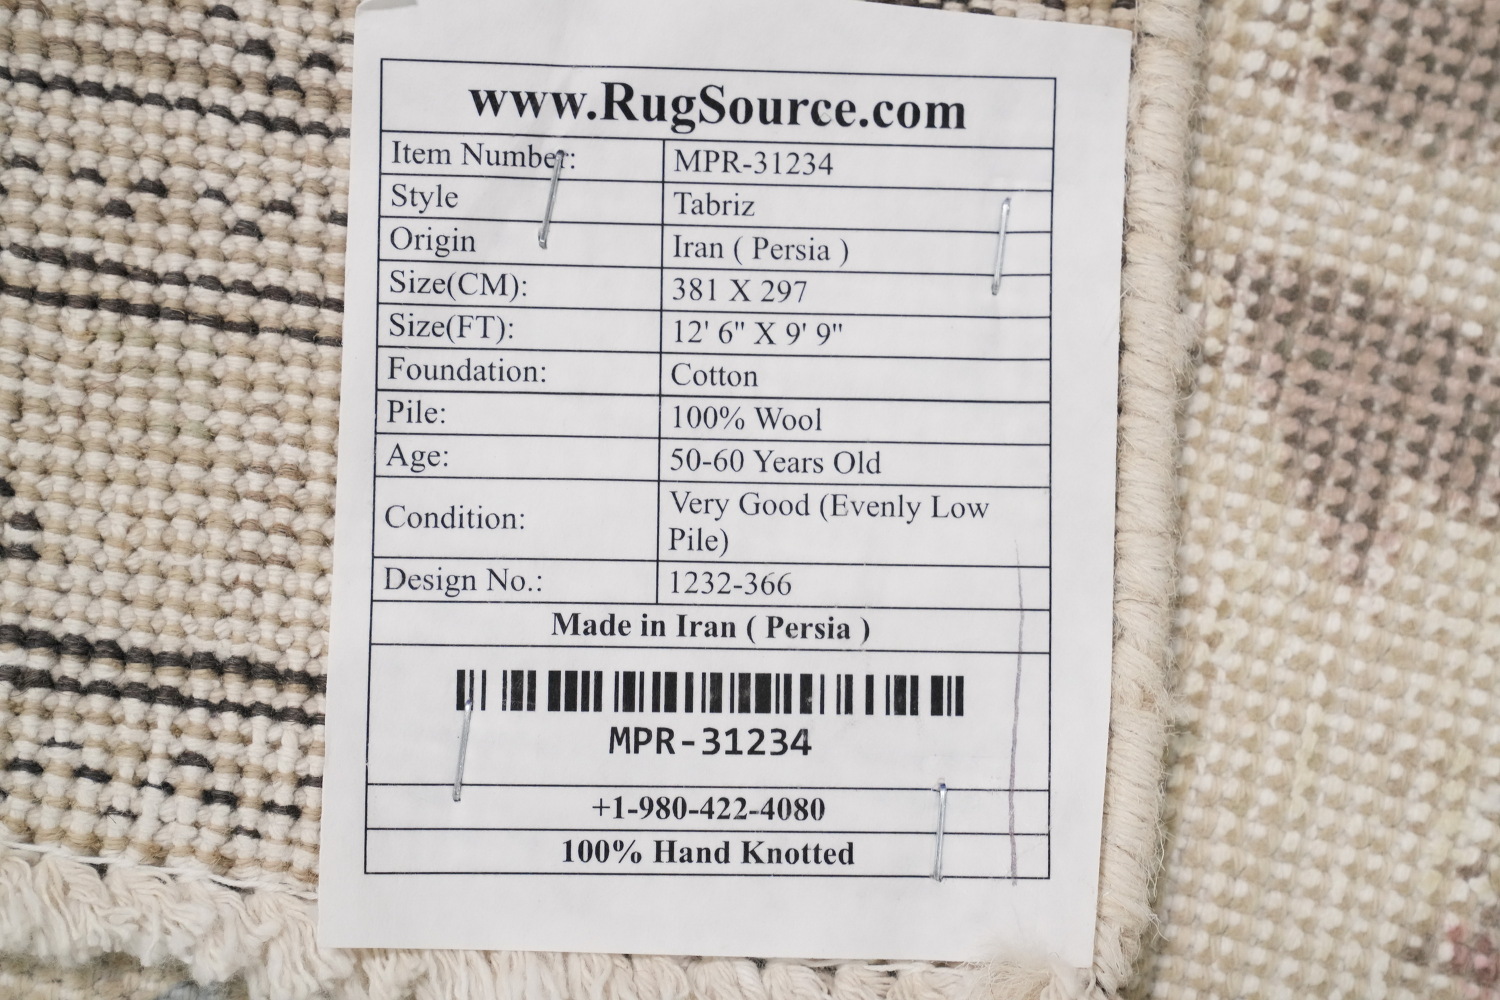 www.RugSource.com
Item Number: MPR-31234
Style Tabriz
Origin Iran ( Persia )
Size(CM): 381 X 297
Size(FT): 12' 6" X 9' 9"
Foundation: Cotton
Pile: 100% Wool
Age: 50-60 Years Old
Condition: Very Good (Evenly Low
Pile)
Design No.: 1232-366
Made in Iran ( Persia )
MPR-31234
+1-980-422-4080
100% Hand Knotted